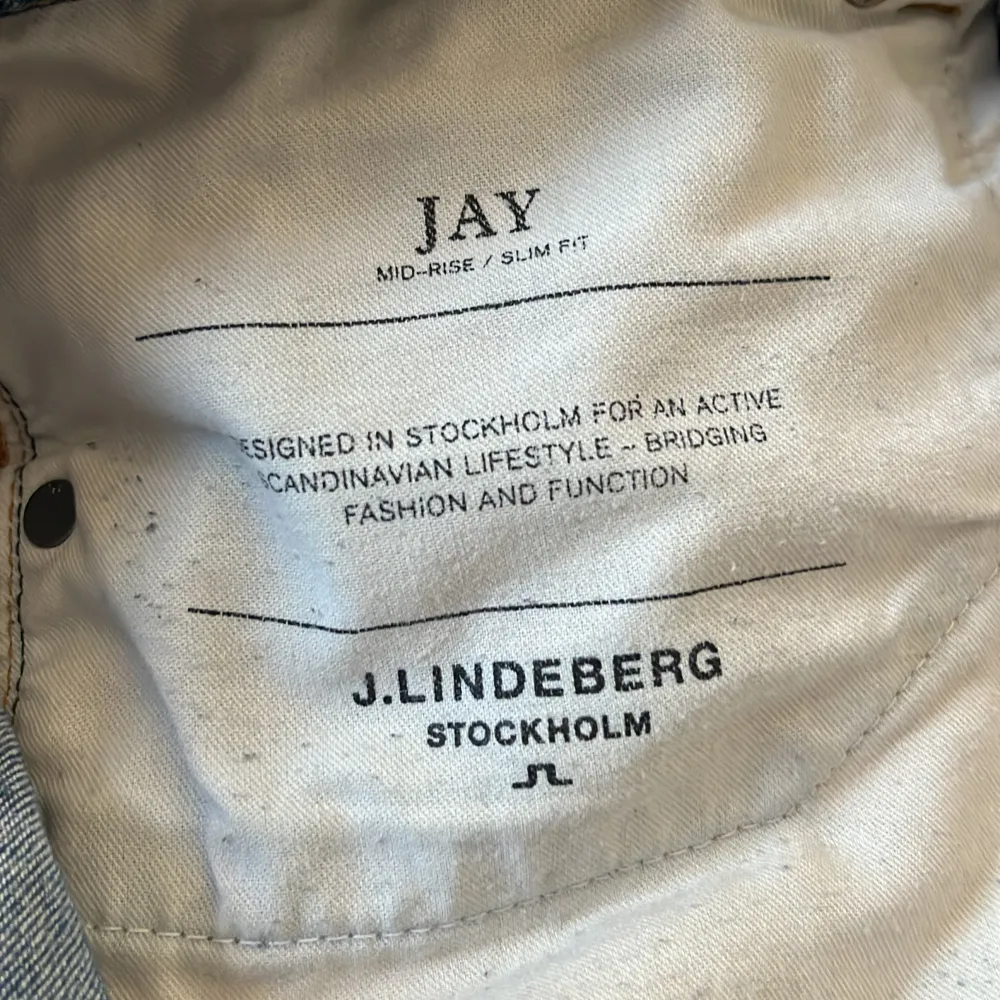 JAY
MID-RISE / SLIM FIT
ESIGNED IN STOCKHOLM FOR AN ACTIVE
SCANDINAVIAN LIFESTYLE - BRIDGING
FASHION AND FUNCTION
J.LINDEBERG
STOCKHOLM
JL